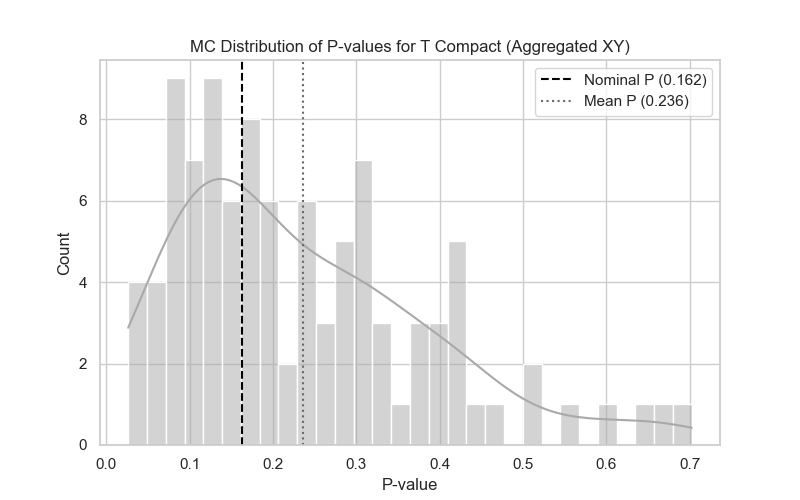 MC Distribution of P-values for T Compact (Aggregated XY)
Nominal P (0.162)
Mean P (0.236)
Count
8
6
4
2
0
0.0 0.1 0.2 0.3 0.4 0.5 0.6 0.7
P-value